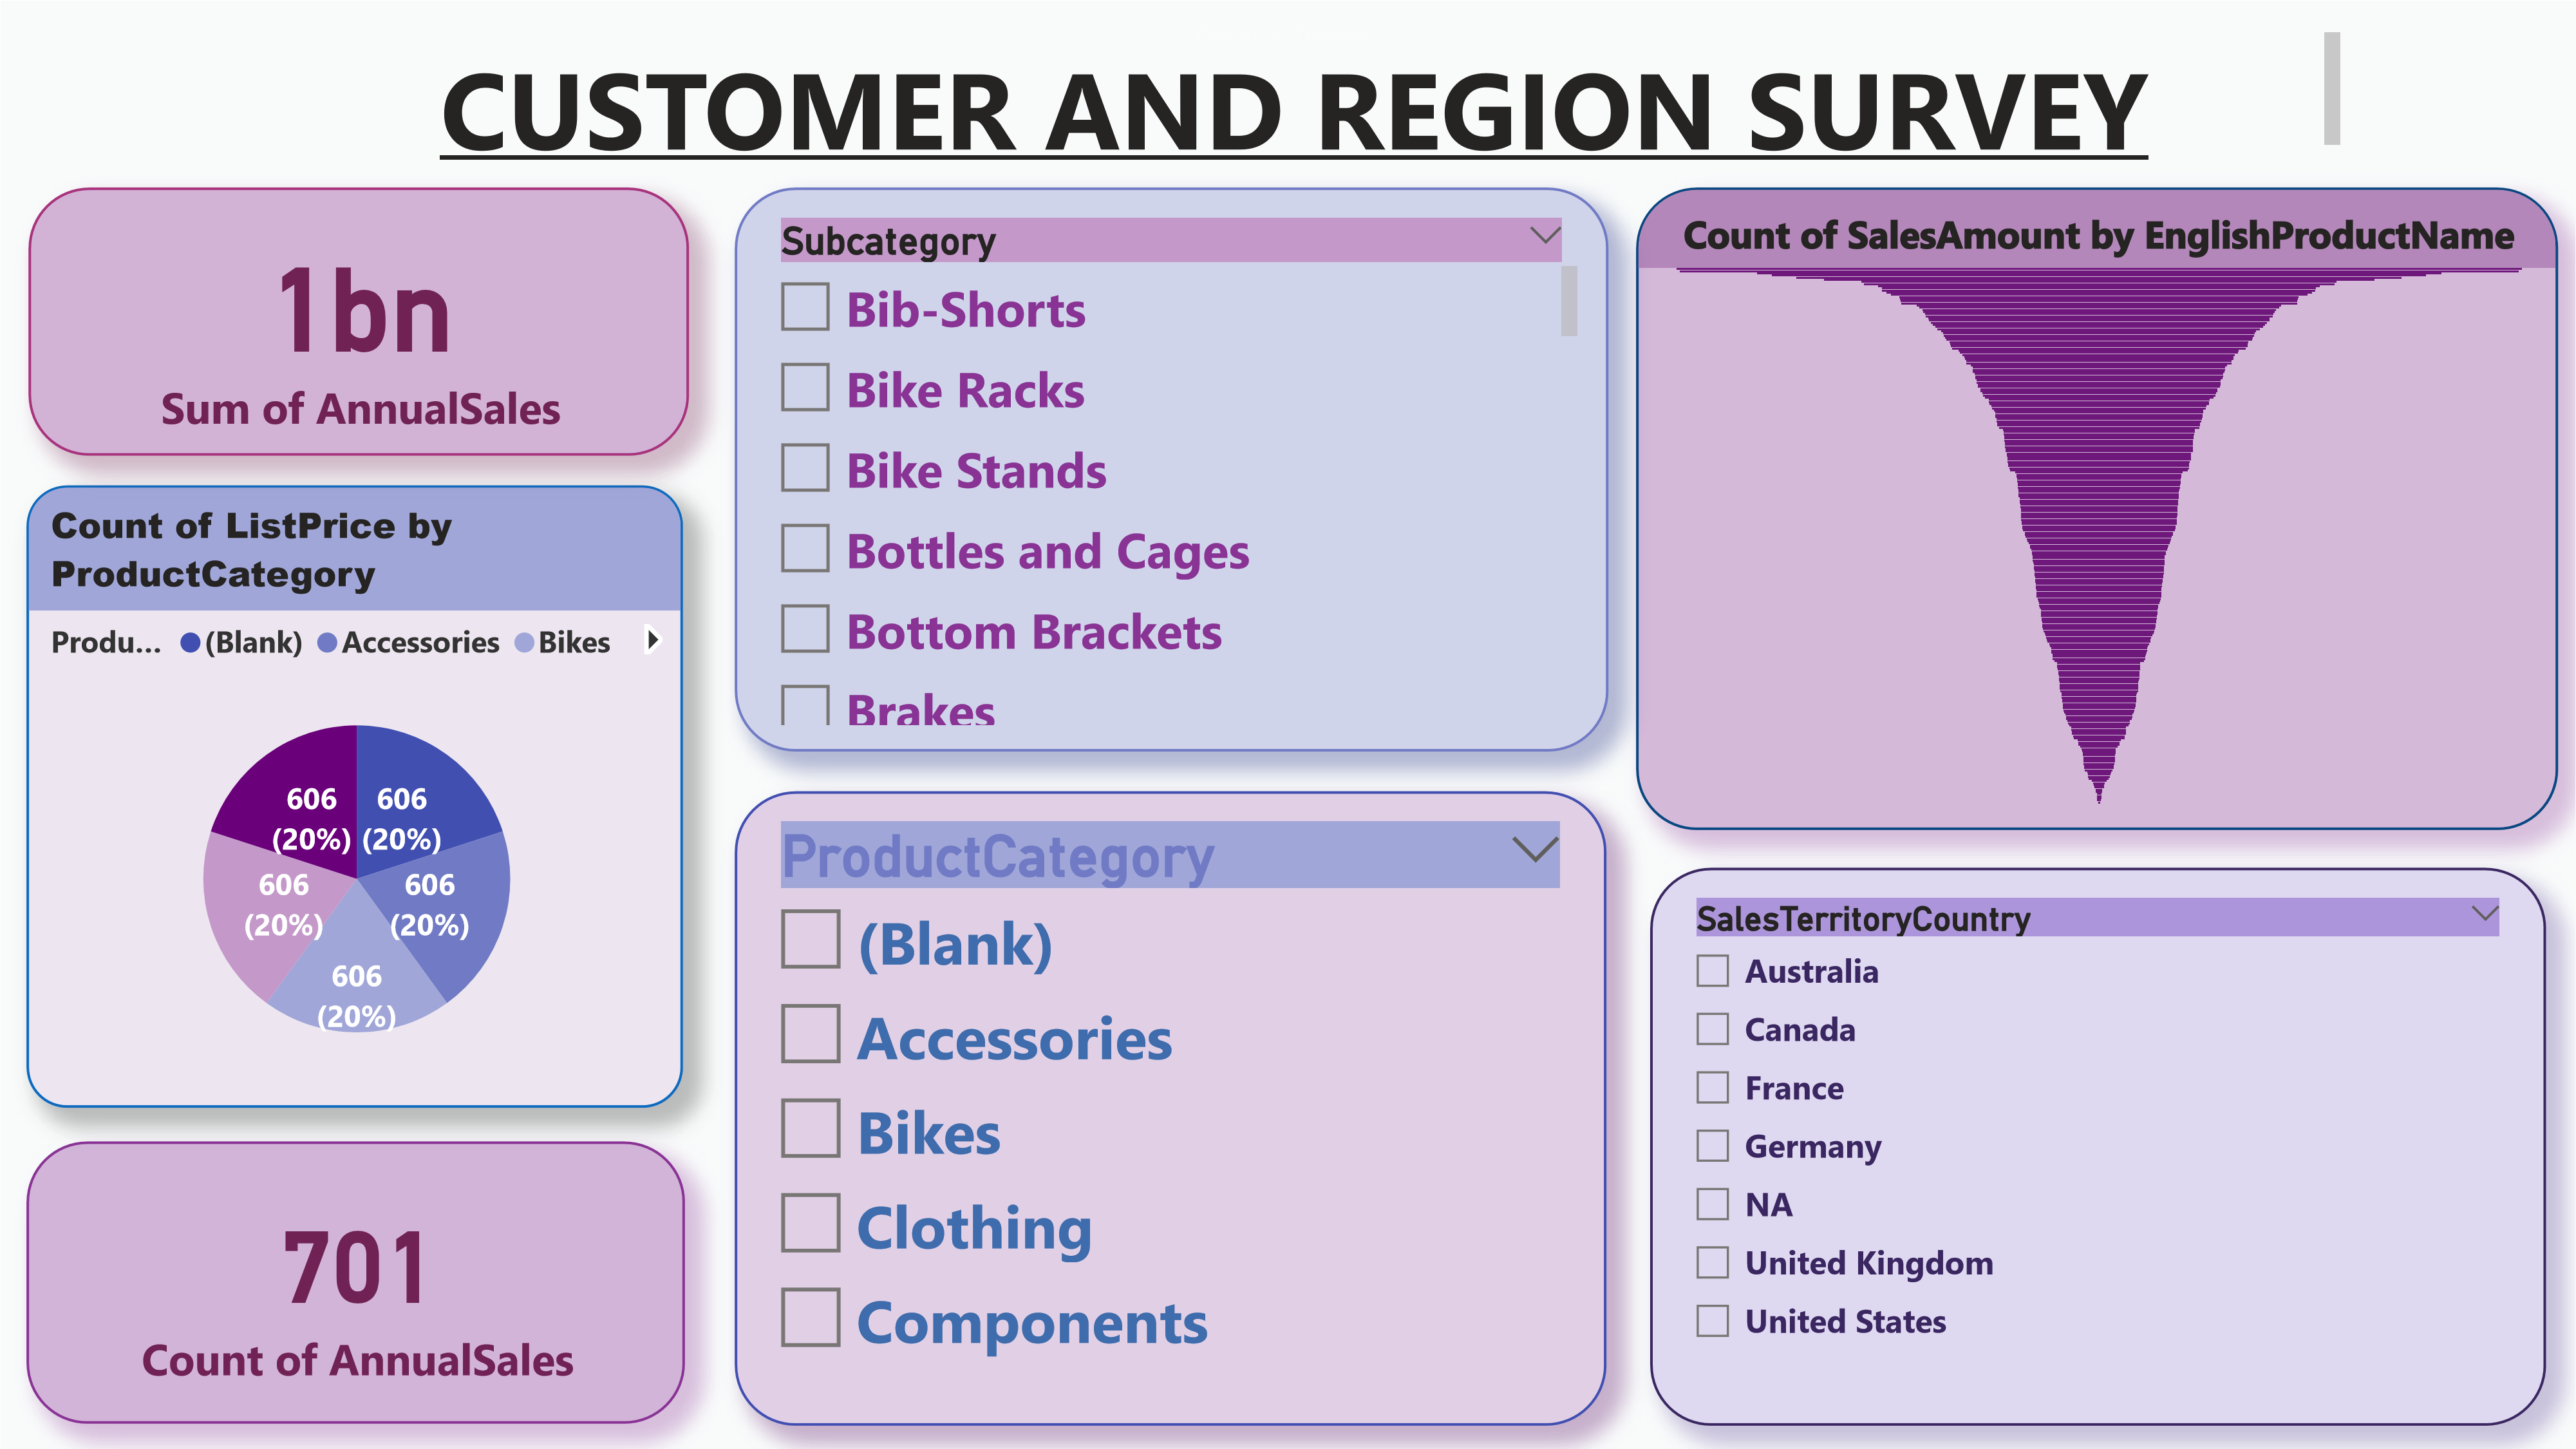 CUSTOMER AND REGION SURVEY
1bn
Sum of AnnualSales
Count of ListPrice by
ProductCategory
Produ... (Blank) Accessories Bikes
606
(20%)
606
(20%)
606
(20%)
606
(20%)
606
(20%)
701
Count of AnnualSales
Subcategory
Bib-Shorts
Bike Racks
Bike Stands
Bottles and Cages
Bottom Brackets
Brakes
ProductCategory
(Blank)
Accessories
Bikes
Clothing
Components
Count of SalesAmount by EnglishProductName
SalesTerritoryCountry
Australia
Canada
France
Germany
NA
United Kingdom
United States